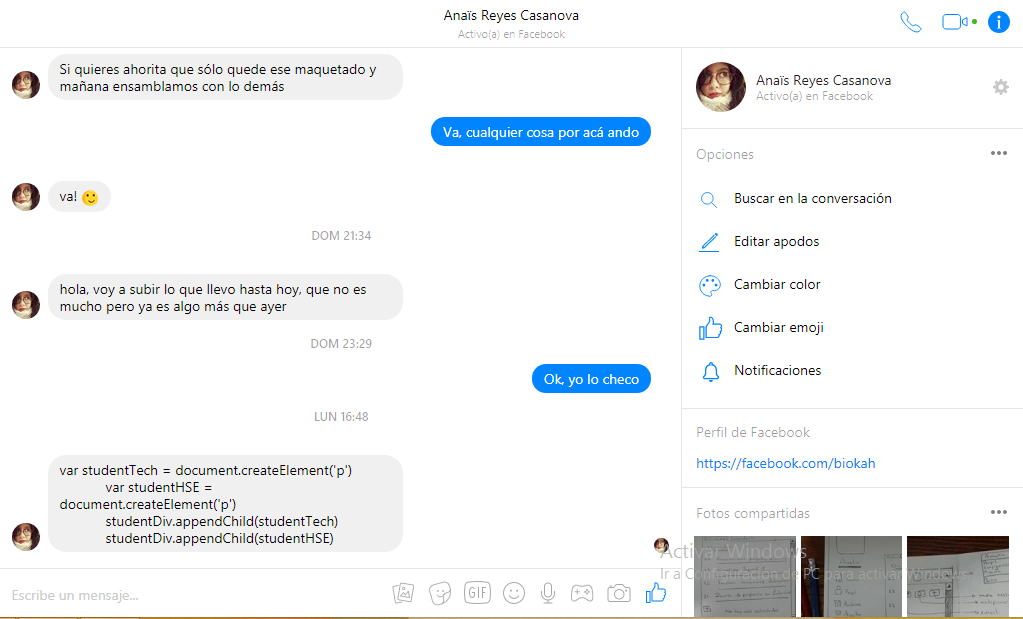 Anaïs Reyes Casanova
Activo(a) en Facebook
Si quieres ahorita que sólo quede ese maquetado y
mañana ensamblamos con lo demás
Va, cualquier cosa por acá ando
va! 🙂
DOM 21:34
hola, voy a subir lo que llevo hasta hoy, que no es
mucho pero ya es algo más que ayer
DOM 23:29
Ok, yo lo checo
LUN 16:48
var studentTech = document.createElement('p')
var studentHSE =
document.createElement('p')
studentDiv.appendChild(studentTech)
studentDiv.appendChild(studentHSE)
Escribe un mensaje...
GIF
Anaïs Reyes Casanova
Activo(a) en Facebook
Opciones
Buscar en la conversación
Editar apodos
Cambiar color
Cambiar emoji
Notificaciones
Perfil de Facebook
https://facebook.com/biokah
Fotos compartidas
Activar Windows
Ir a Configuración de PC para activar Windows.